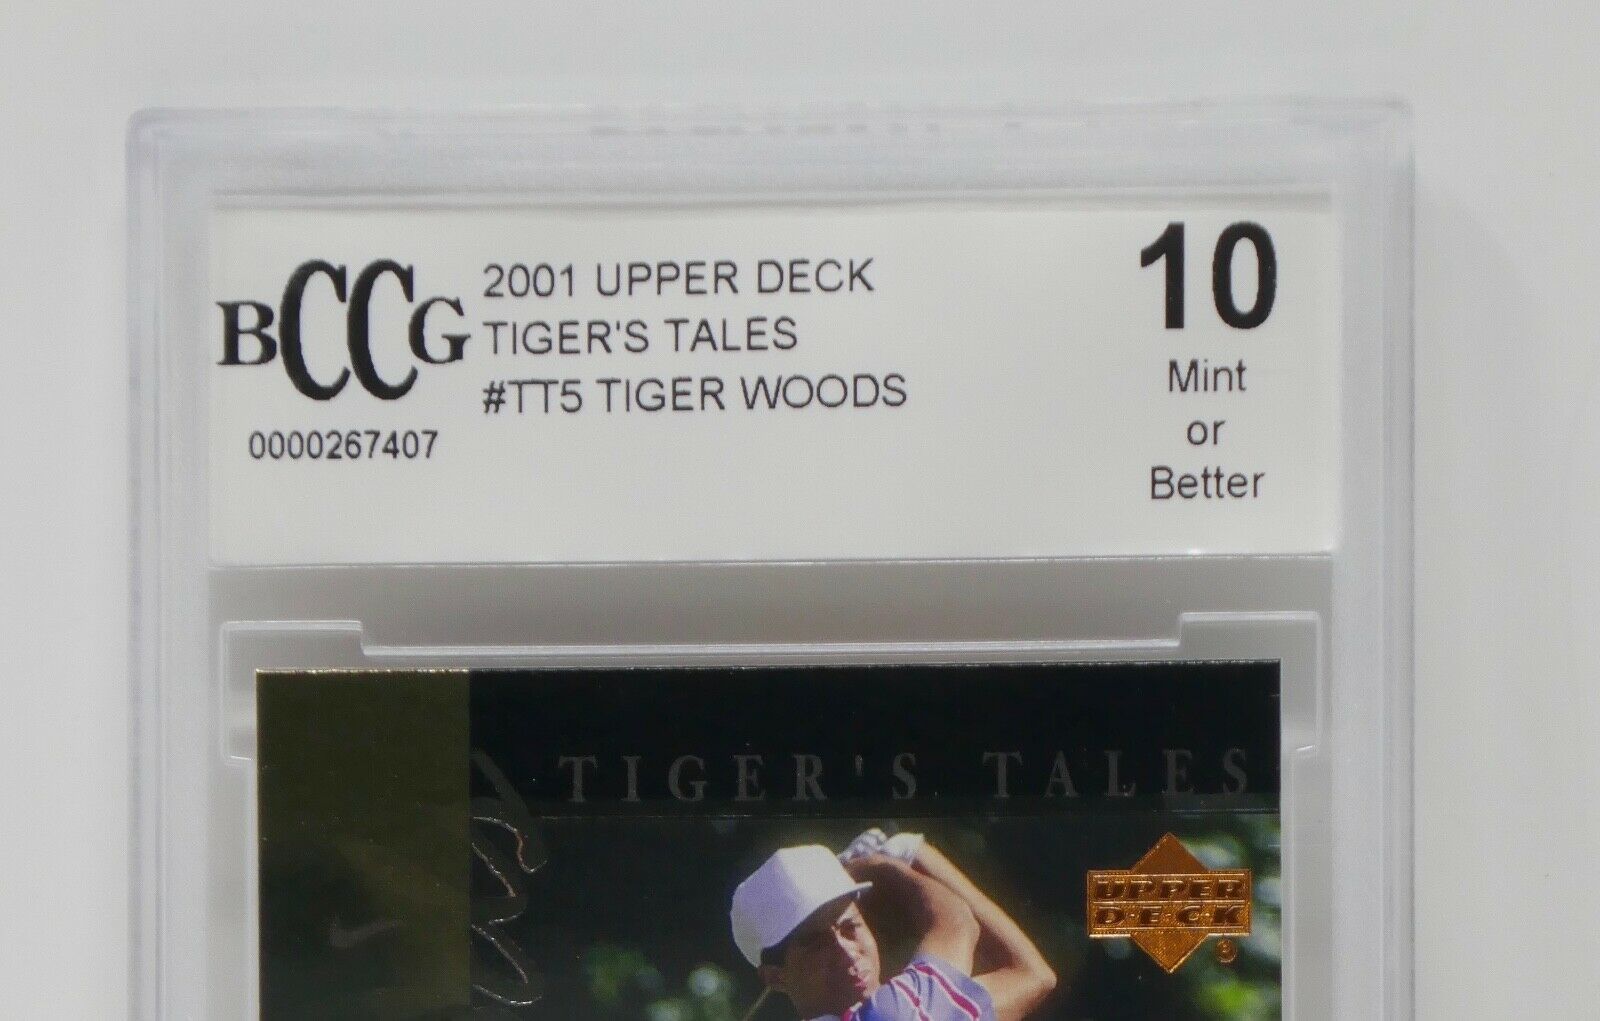 BCCG
0000267407
2001 UPPER DECK
TIGER'S TALES
#TT5 TIGER WOODS
10
Mint
or
Better
TIGER'S TALES
UPPER
DECK